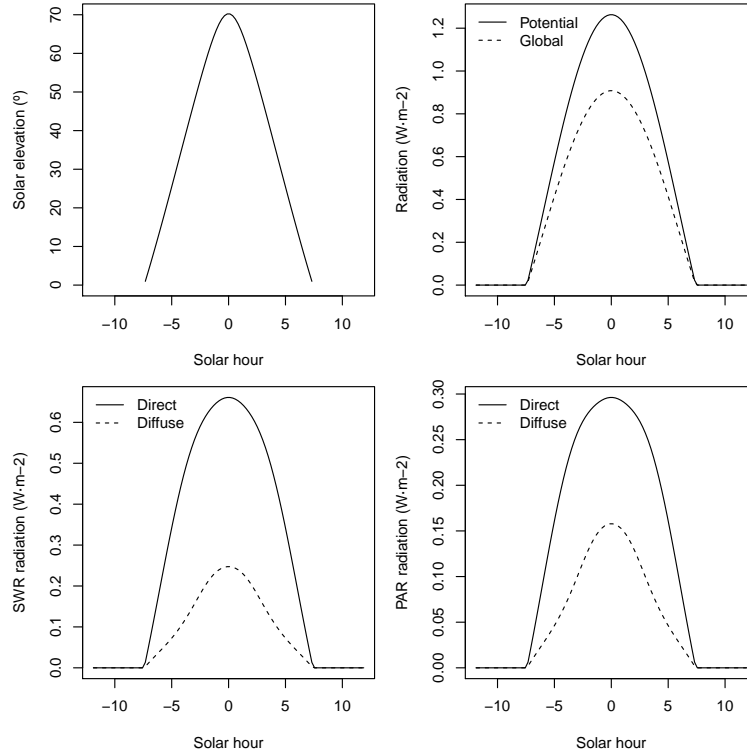 Solar elevation (º)
70
60
50
40
30
20
10
0
−10 −5 0 5 10
Solar hour
Radiation (W·m−2)
1.2
1.0
0.8
0.6
0.4
0.2
0.0
Potential
Global
−10 −5 0 5 10
Solar hour
SWR radiation (W·m−2)
0.6
0.5
0.4
0.3
0.2
0.1
0.0
Direct
Diffuse
−10 −5 0 5 10
Solar hour
PAR radiation (W·m−2)
0.30
0.25
0.20
0.15
0.10
0.05
0.00
Direct
Diffuse
−10 −5 0 5 10
Solar hour